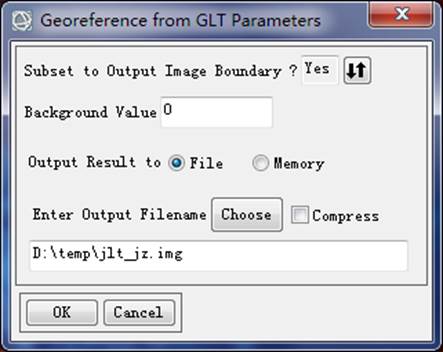 Georeference from GLT Parameters
Subset to Output Image Boundary ? Yes
Background Value 0
Output Result to File Memory
Enter Output Filename Choose Compress
D:\temp\jlt_jz.img
OK Cancel